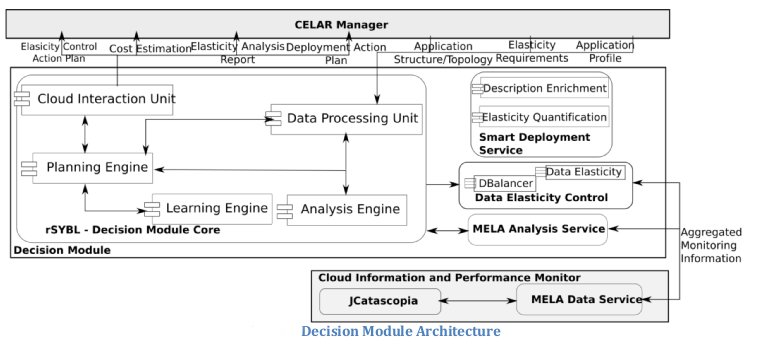 CELAR Manager
Elasicity Control
Action Plan
Cost Estimation
Elasticity Analysis
Report
Deployment Action
Plan
Application
Structure/Topology
Elasticity
Requirements
Application
Profile
Cloud Interaction Unit
Data Processing Unit
Planning Engine
Learning Engine
Analysis Engine
rSYBL - Decision Module Core
Decision Module
Description Enrichment
Elasticity Quantification
Smart Deployment
Service
Data Elasticity
DBalancer
Data Elasticity Control
MELA Analysis Service
Aggregated
Monitoring
Information
Cloud Information and Performance Monitor
JCatascopia
MELA Data Service
Decision Module Architecture